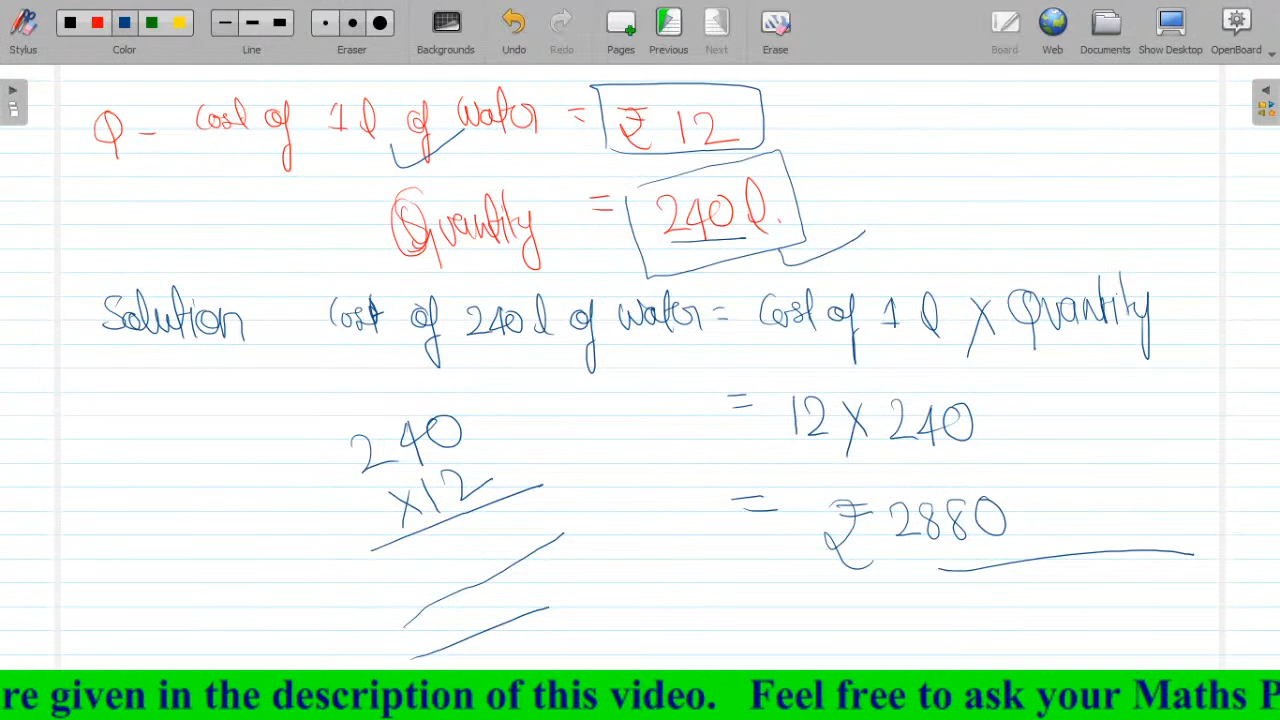 Stylus Color Line Eraser Backgrounds Undo Redo Pages Previous Next Erase Board Web Documents Show Desktop OpenBoard
Q - cost of 1 l of water = ₹ 12
Quantity = 240 l.
Solution cost of 240 l of water = cost of 1 l × Quantity
= 12 × 240
240
×12
= ₹ 2880
re given in the description of this video. Feel free to ask your Maths P